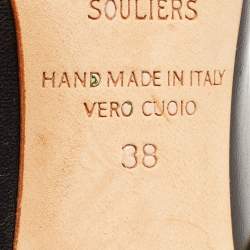 SOULIERS
HAND MADE IN ITALY
VERO CUOIO
38